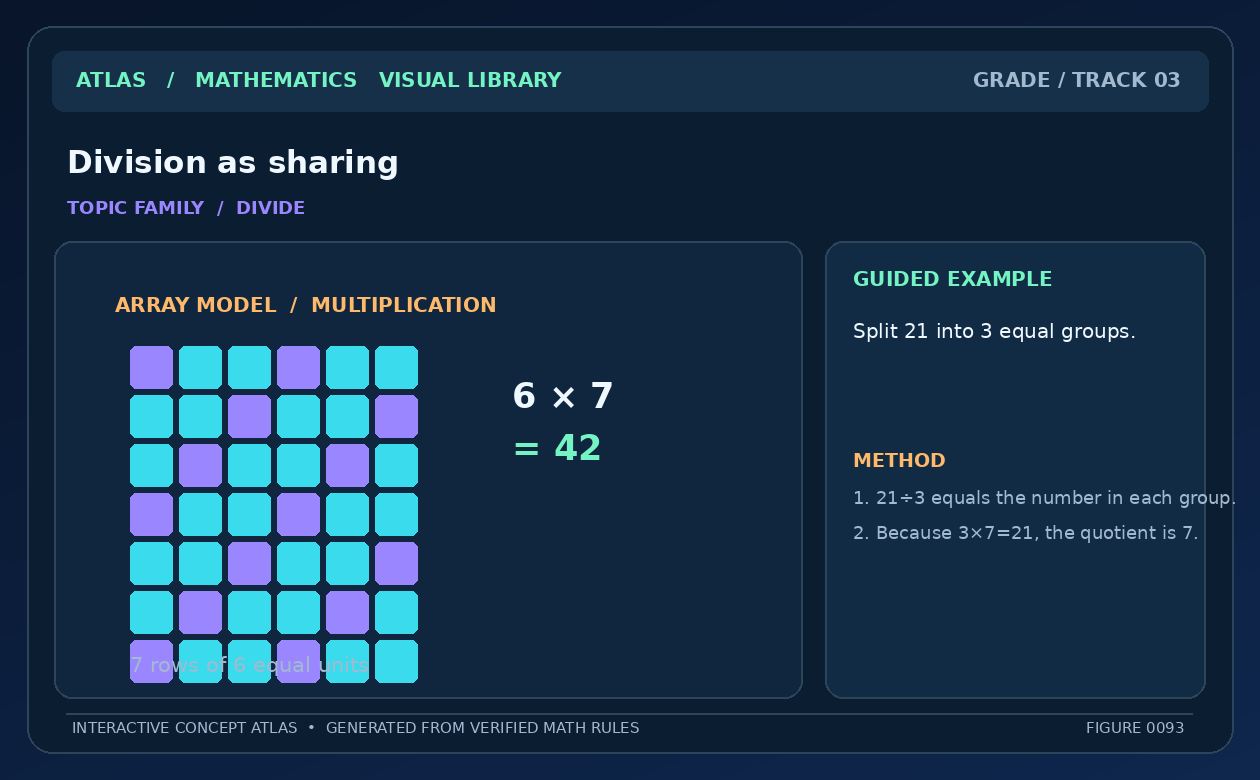 ATLAS / MATHEMATICS VISUAL LIBRARY
GRADE / TRACK 03
Division as sharing
TOPIC FAMILY / DIVIDE
ARRAY MODEL / MULTIPLICATION
6 × 7
= 42
7 rows of 6 equal units
GUIDED EXAMPLE
Split 21 into 3 equal groups.
METHOD
1. 21÷3 equals the number in each group.
2. Because 3×7=21, the quotient is 7.
INTERACTIVE CONCEPT ATLAS • GENERATED FROM VERIFIED MATH RULES
FIGURE 0093